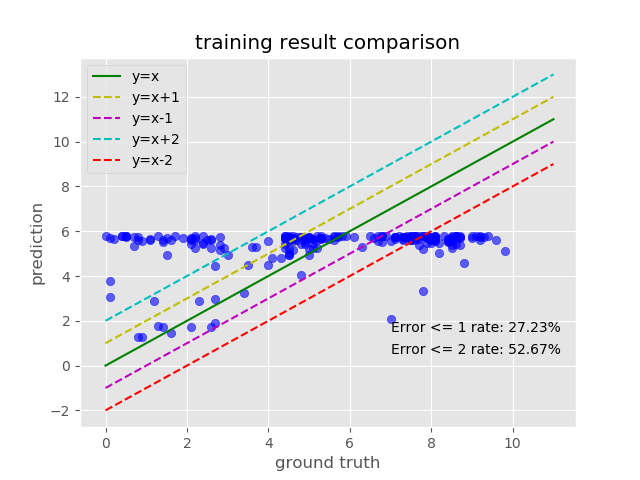 training result comparison
y=x
y=x+1
y=x-1
y=x+2
y=x-2
prediction
12
10
8
6
4
2
0
−2
Error <= 1 rate: 27.23%
Error <= 2 rate: 52.67%
0 2 4 6 8 10
ground truth